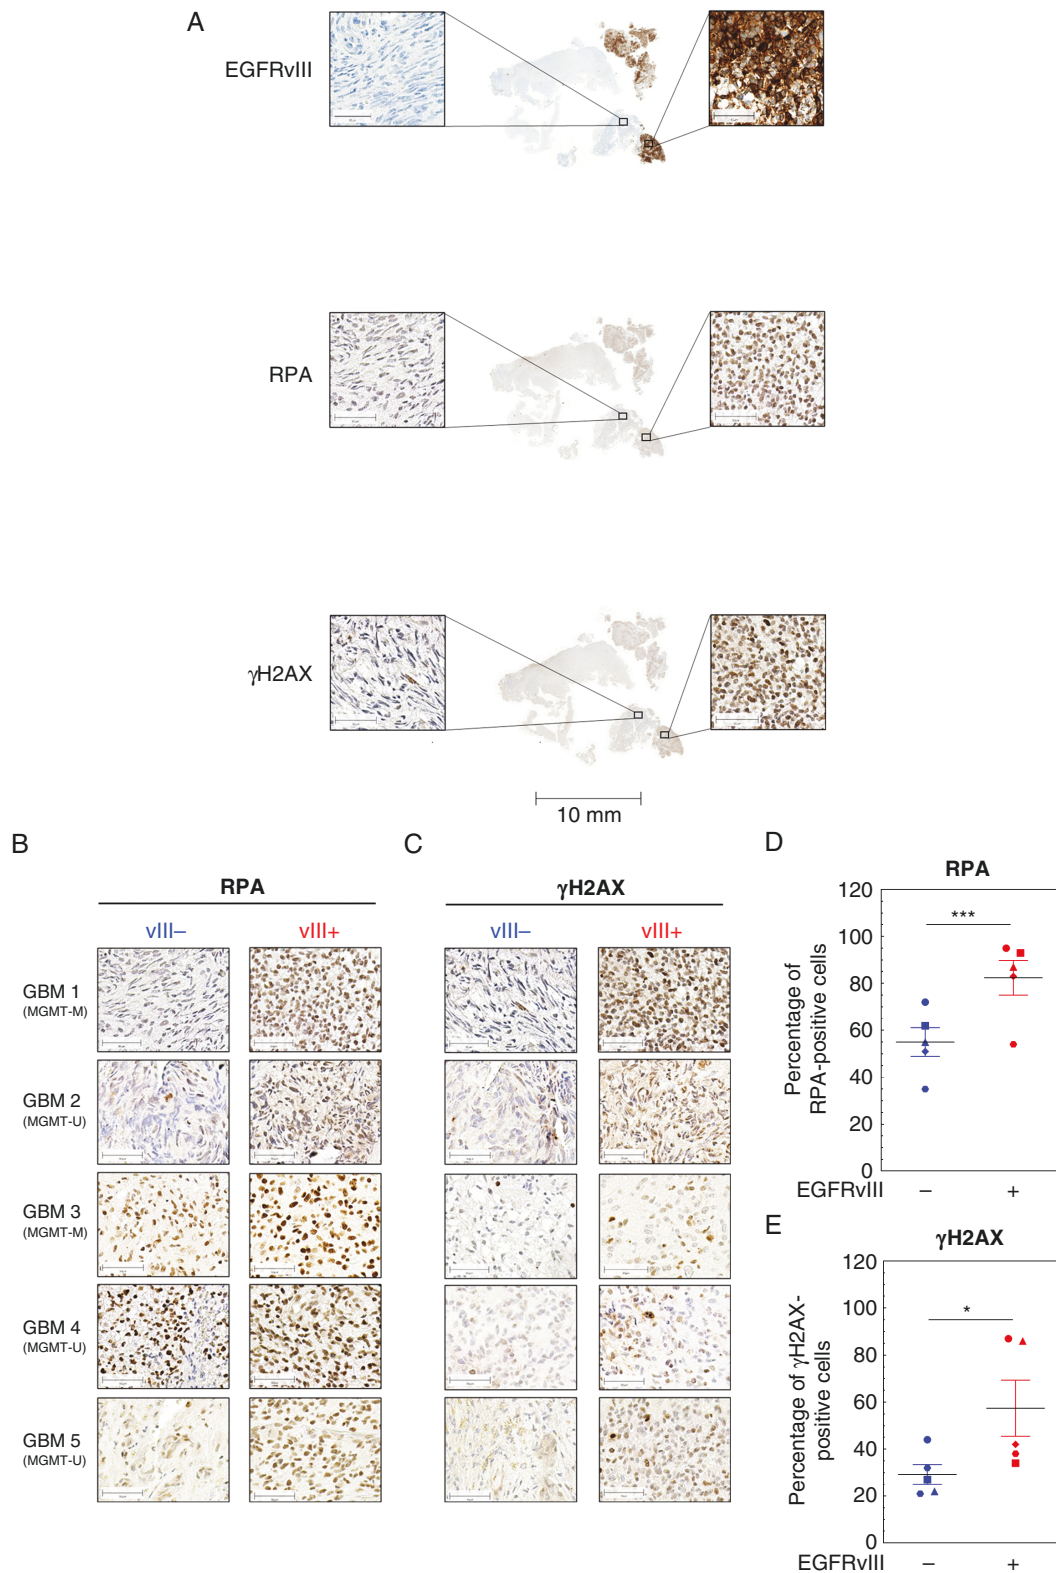 A
EGFRvIII
RPA
γH2AX
10 mm
B
RPA
vIII– vIII+
GBM 1
(MGMT-M)
GBM 2
(MGMT-U)
GBM 3
(MGMT-M)
GBM 4
(MGMT-U)
GBM 5
(MGMT-U)
C
γH2AX
vIII– vIII+
D
RPA
Percentage of
RPA-positive cells
120
100
80
60
40
20
0
***
EGFRvIII – +
E
γH2AX
Percentage of γH2AX-
positive cells
120
100
80
60
40
20
0
*
EGFRvIII – +